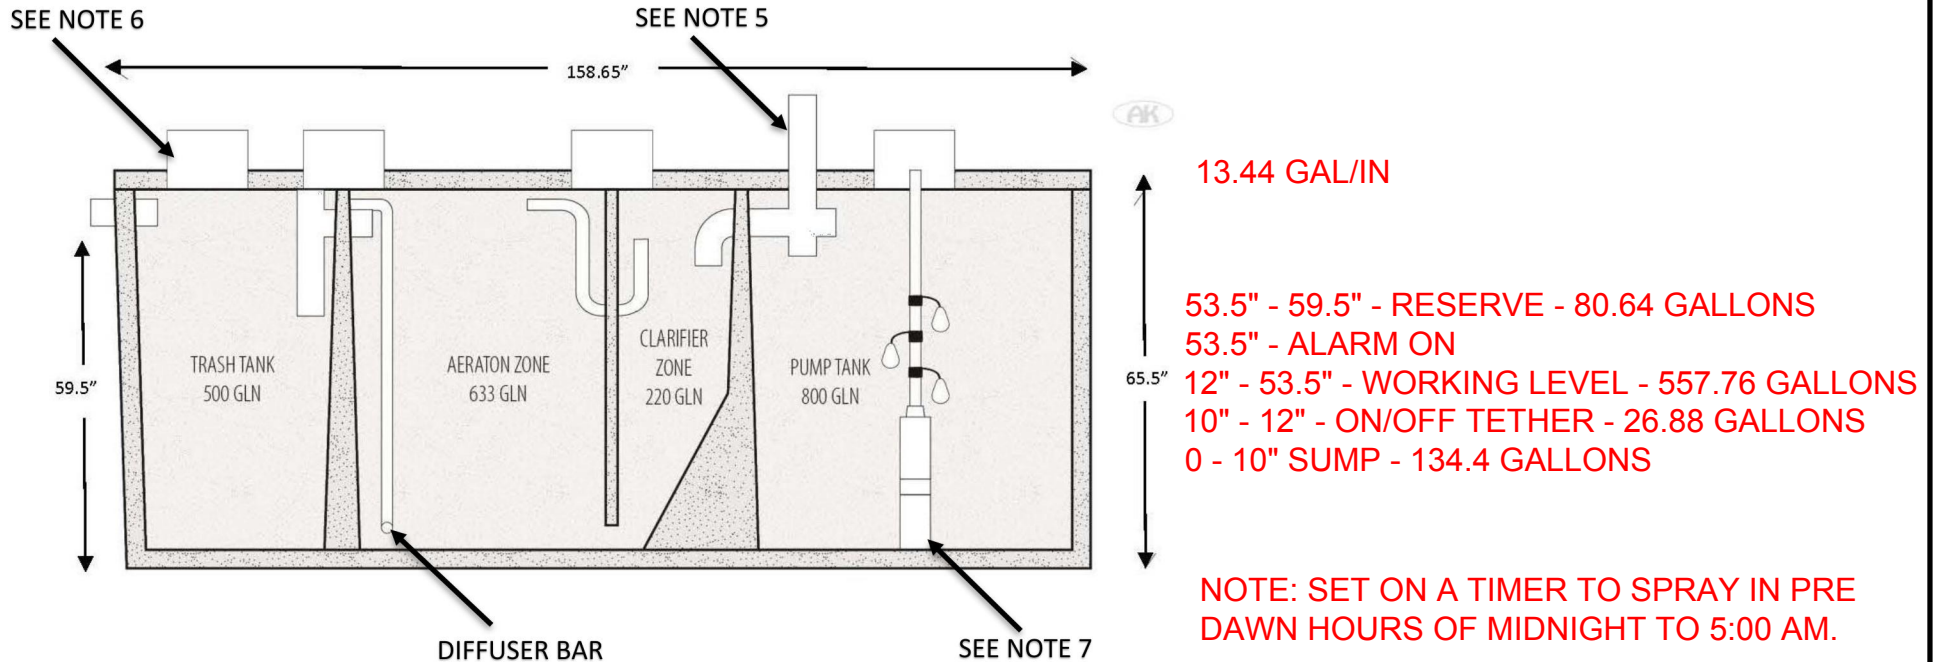 SEE NOTE 6
SEE NOTE 5
158.65"
AK
13.44 GAL/IN
53.5" - 59.5" - RESERVE - 80.64 GALLONS
53.5" - ALARM ON
12" - 53.5" - WORKING LEVEL - 557.76 GALLONS
10" - 12" - ON/OFF TETHER - 26.88 GALLONS
0 - 10" SUMP - 134.4 GALLONS
59.5"
TRASH TANK
500 GLN
AERATON ZONE
633 GLN
CLARIFIER
ZONE
220 GLN
PUMP TANK
800 GLN
65.5"
NOTE: SET ON A TIMER TO SPRAY IN PRE
DAWN HOURS OF MIDNIGHT TO 5:00 AM.
DIFFUSER BAR
SEE NOTE 7